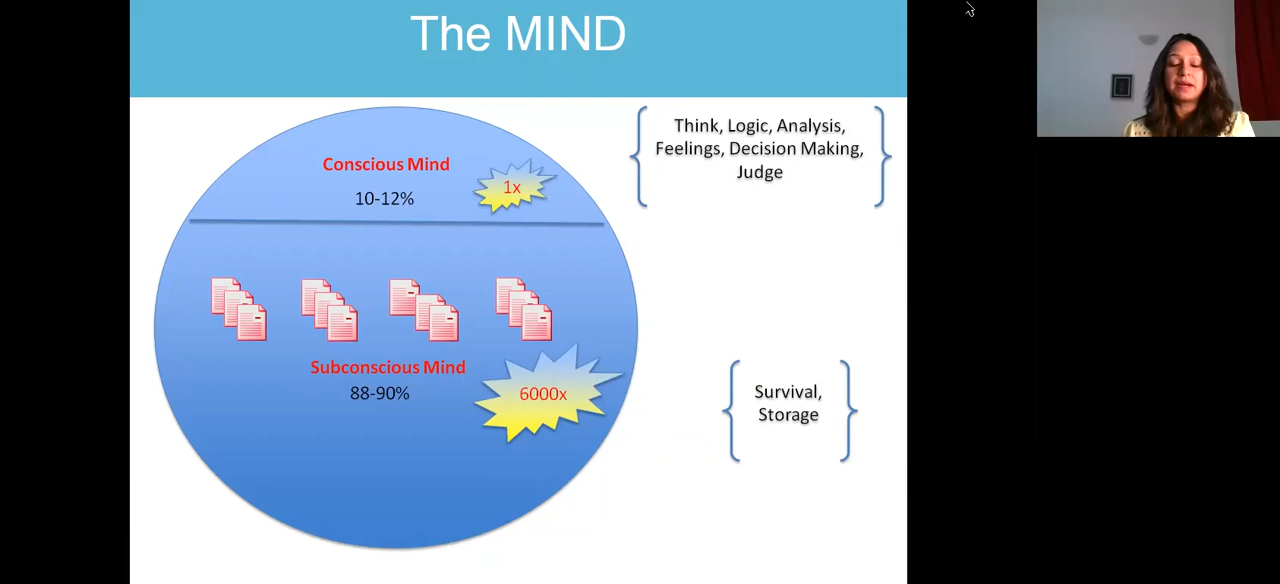 The MIND
Conscious Mind
10-12%
1x
Think, Logic, Analysis,
Feelings, Decision Making,
Judge
Subconscious Mind
88-90%
6000x
Survival,
Storage